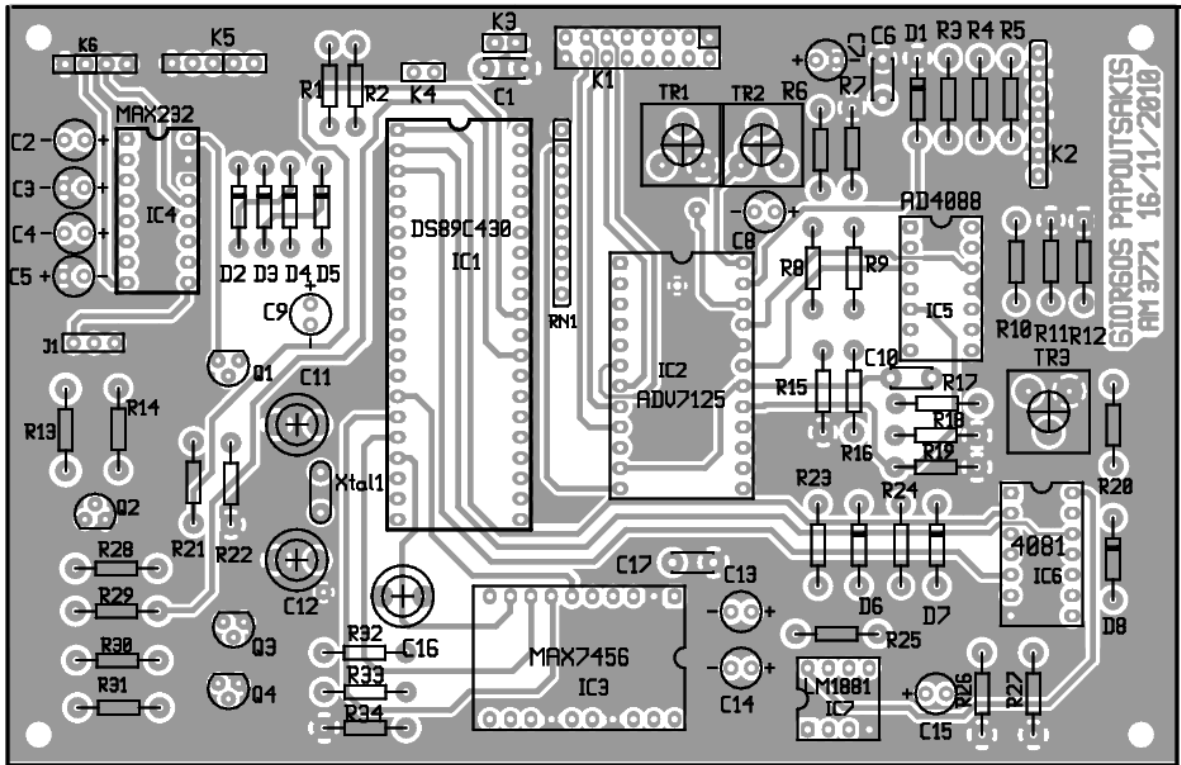 K6
K5
K3
K1
C3
C6
D1
R3
R4
R5
R1
R2
K4
C1
MAX232
TR1
TR2
R6
R7
K2
C2
C3
C4
C5
IC4
DS89C430
IC1
RN1
C8
AD4088
IC5
D2
D3
D4
D5
C9
R8
R9
R10
R11
R12
GIORGOS PAPOUTSAKIS
AM 3771 16/11/2010
J1
Q1
C11
IC2
ADV7125
R15
R16
C10
R17
R18
R19
TR3
R13
R14
Xtal1
R20
Q2
R21
R22
R23
R24
4081
IC6
R28
R29
C12
C17
C13
D6
D7
D8
R30
R31
Q3
Q4
R32
C16
R33
R34
MAX7456
IC3
C14
R25
LM1881
IC7
C15
R26
R27